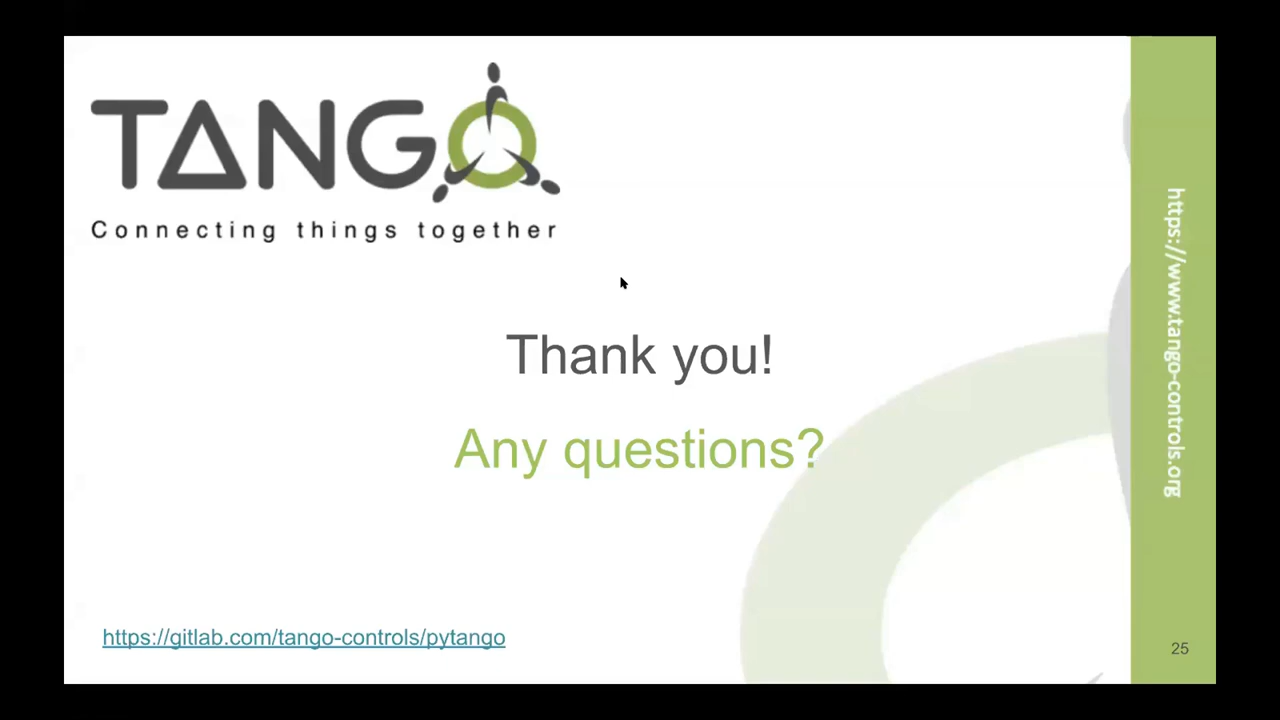 TANGO
Connecting things together
Thank you!
Any questions?
https://gitlab.com/tango-controls/pytango
https://www.tango-controls.org
25